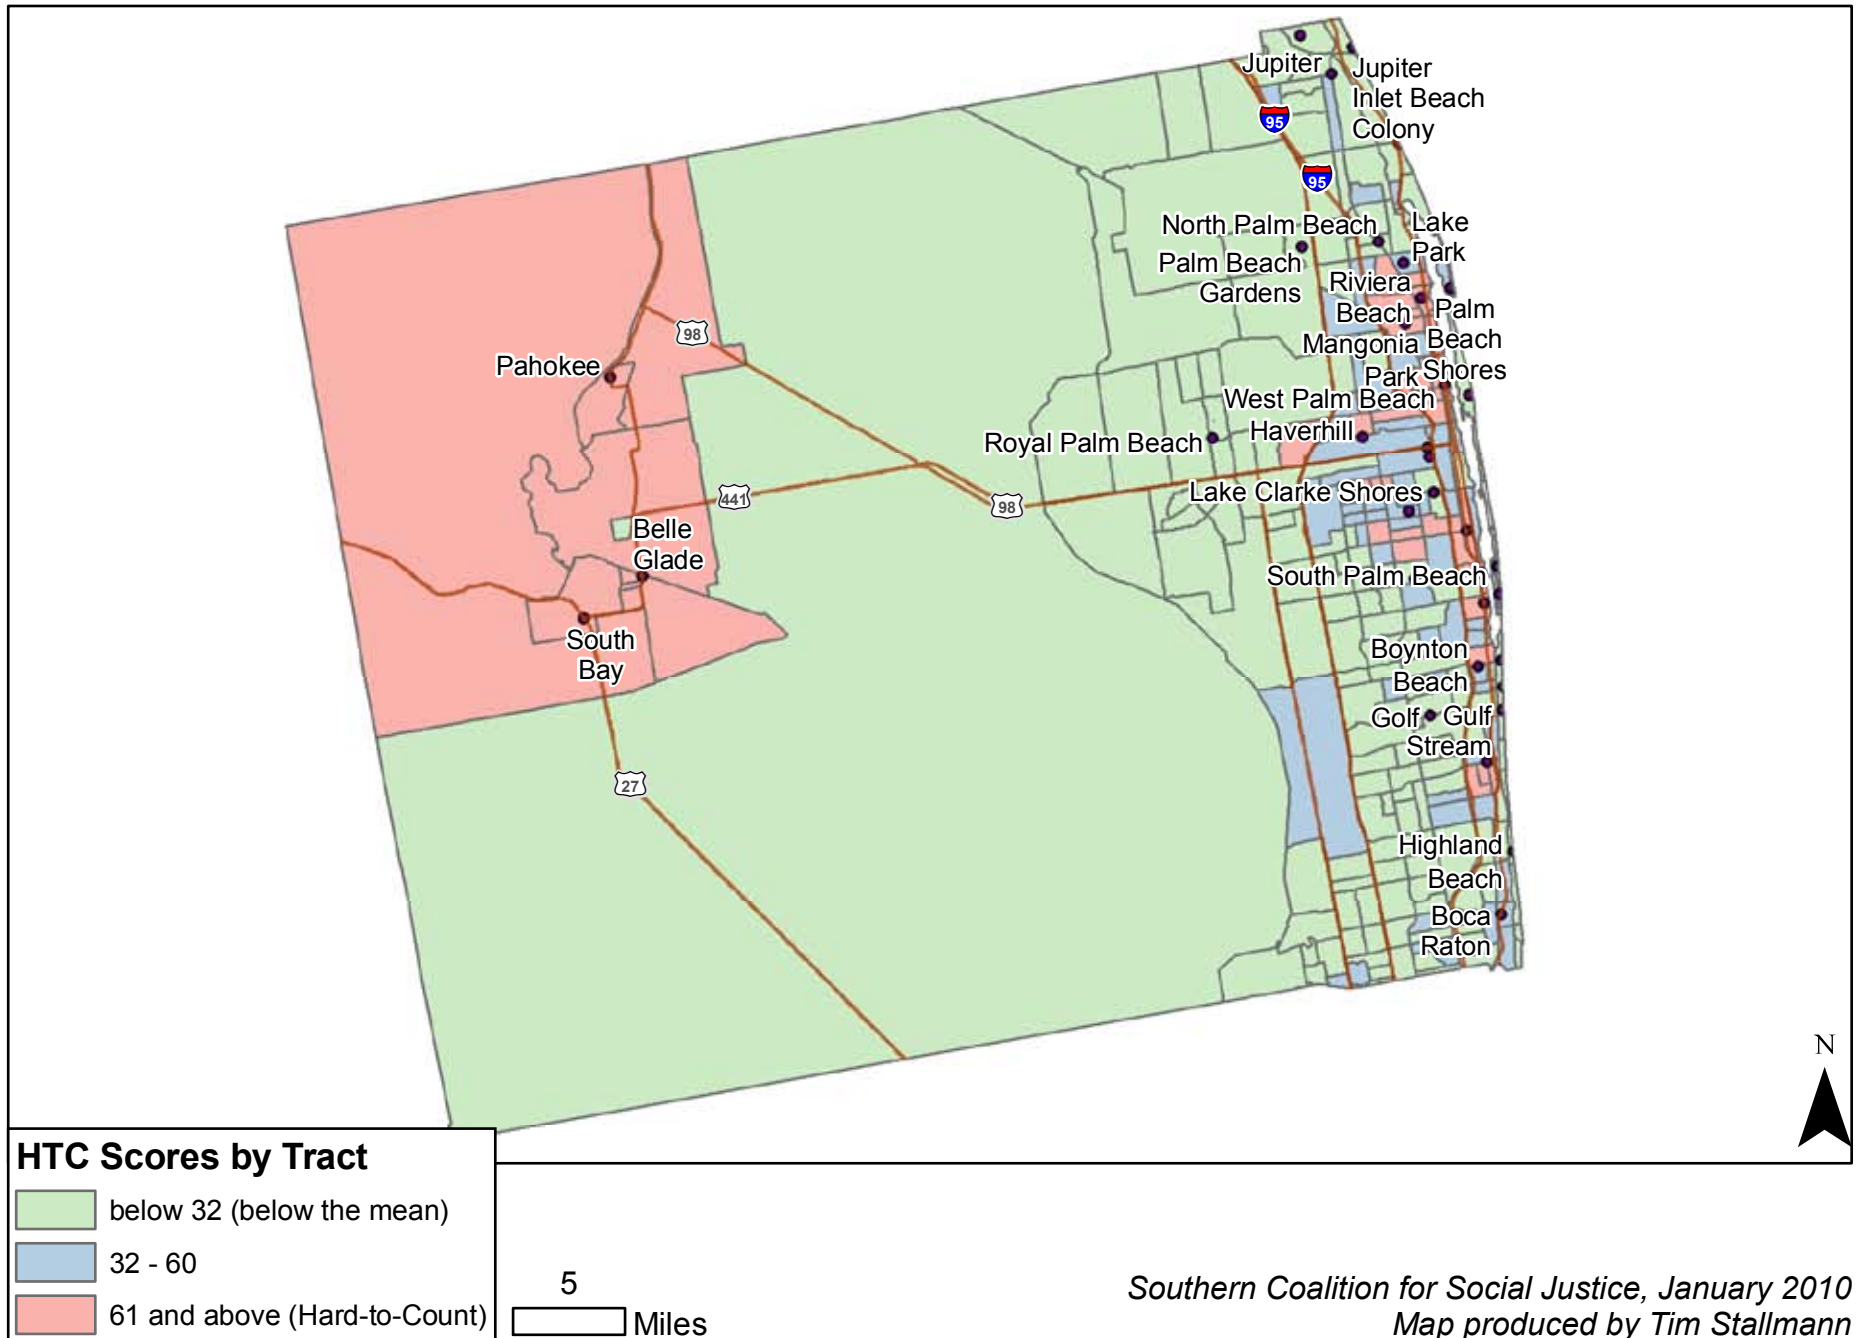 Jupiter
Jupiter
Inlet Beach
Colony
95
95
North Palm Beach
Lake
Park
Palm Beach
Gardens
Riviera
Beach
Palm
Beach
Shores
Mangonia
Park
98
Pahokee
West Palm Beach
Haverhill
Royal Palm Beach
441
98
Lake Clarke Shores
Belle
Glade
South Palm Beach
South
Bay
Boynton
Beach
Golf
Gulf
Stream
27
Highland
Beach
Boca
Raton
N
HTC Scores by Tract
below 32 (below the mean)
32 - 60
61 and above (Hard-to-Count)
5
Miles
Southern Coalition for Social Justice, January 2010
Map produced by Tim Stallmann